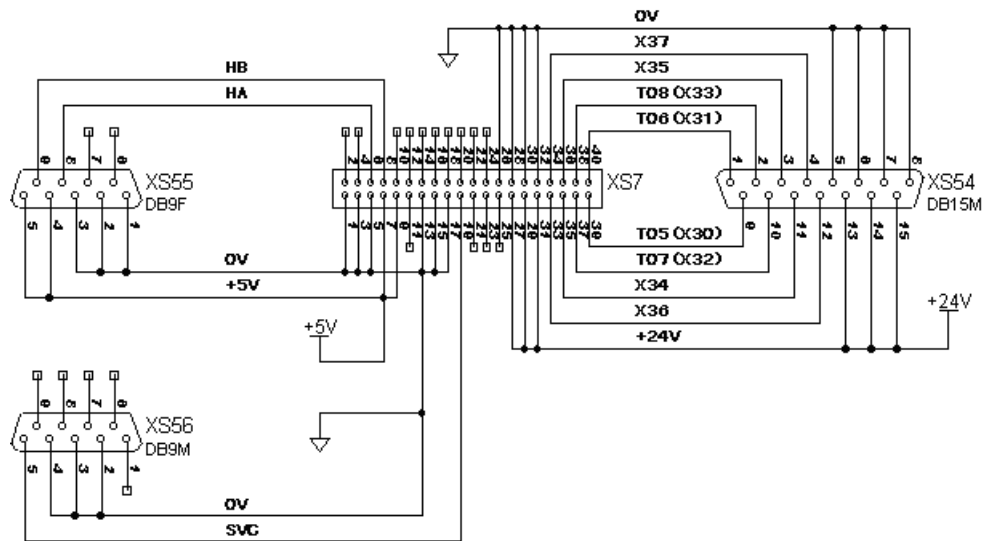 0V
X37
HB
X35
HA
T08(X33)
T06(X31)
9 8 7 6
2 4 6 8 10 12 14 16 18 20 22 24 26 28 30 32 34 36 38 40
1 2 3 4 5 6 7 8
XS55
XS7
XS54
DB9F
DB15M
5 4 3 2 1
1 3 5 7 9 11 13 15 17 19 21 23 25 27 29 31 33 35 37 39
9 10 11 12 13 14 15
T05(X30)
0V
T07(X32)
+5V
X34
+24V
X36
+5V
+24V
9 8 7 6
XS56
DB9M
5 4 3 2 1
0V
SVC